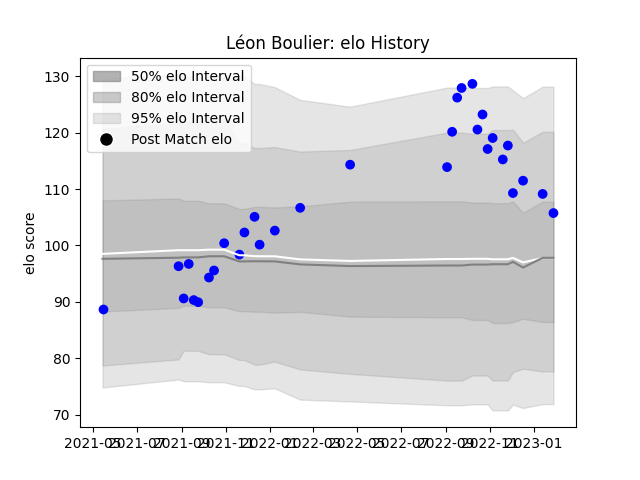 Léon Boulier: elo History
50% elo Interval
80% elo Interval
95% elo Interval
Post Match elo
elo score
130
120
110
100
90
80
70
2021-05 2021-07 2021-09 2021-11 2022-01 2022-03 2022-05 2022-07 2022-09 2022-11 2023-01